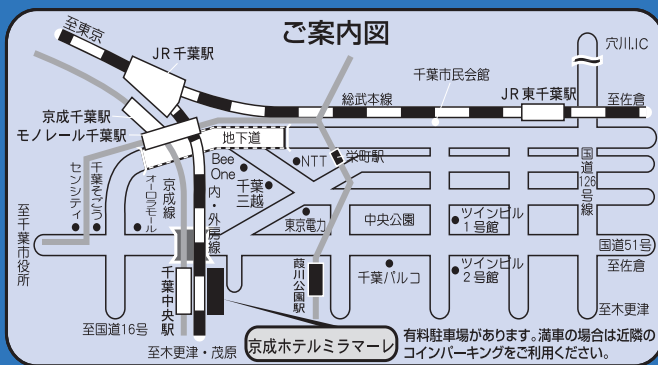 ご案内図
至東京
JR千葉駅
穴川IC
千葉市民会館
総武本線
JR東千葉駅
至佐倉
京成千葉駅
モノレール千葉駅
地下道
Bee
One
NTT
栄町駅
国道126号線
センシティ
千葉そごう
オーロラモール
京成線
内・外房線
千葉
三越
東京電力
中央公園
ツインビル
1号館
至千葉市役所
国道51号
至佐倉
千葉中央駅
葭川公園駅
千葉パルコ
ツインビル
2号館
至国道16号
至木更津
至木更津・茂原
京成ホテルミラマーレ
有料駐車場があります。満車の場合は近隣の
コインパーキングをご利用ください。